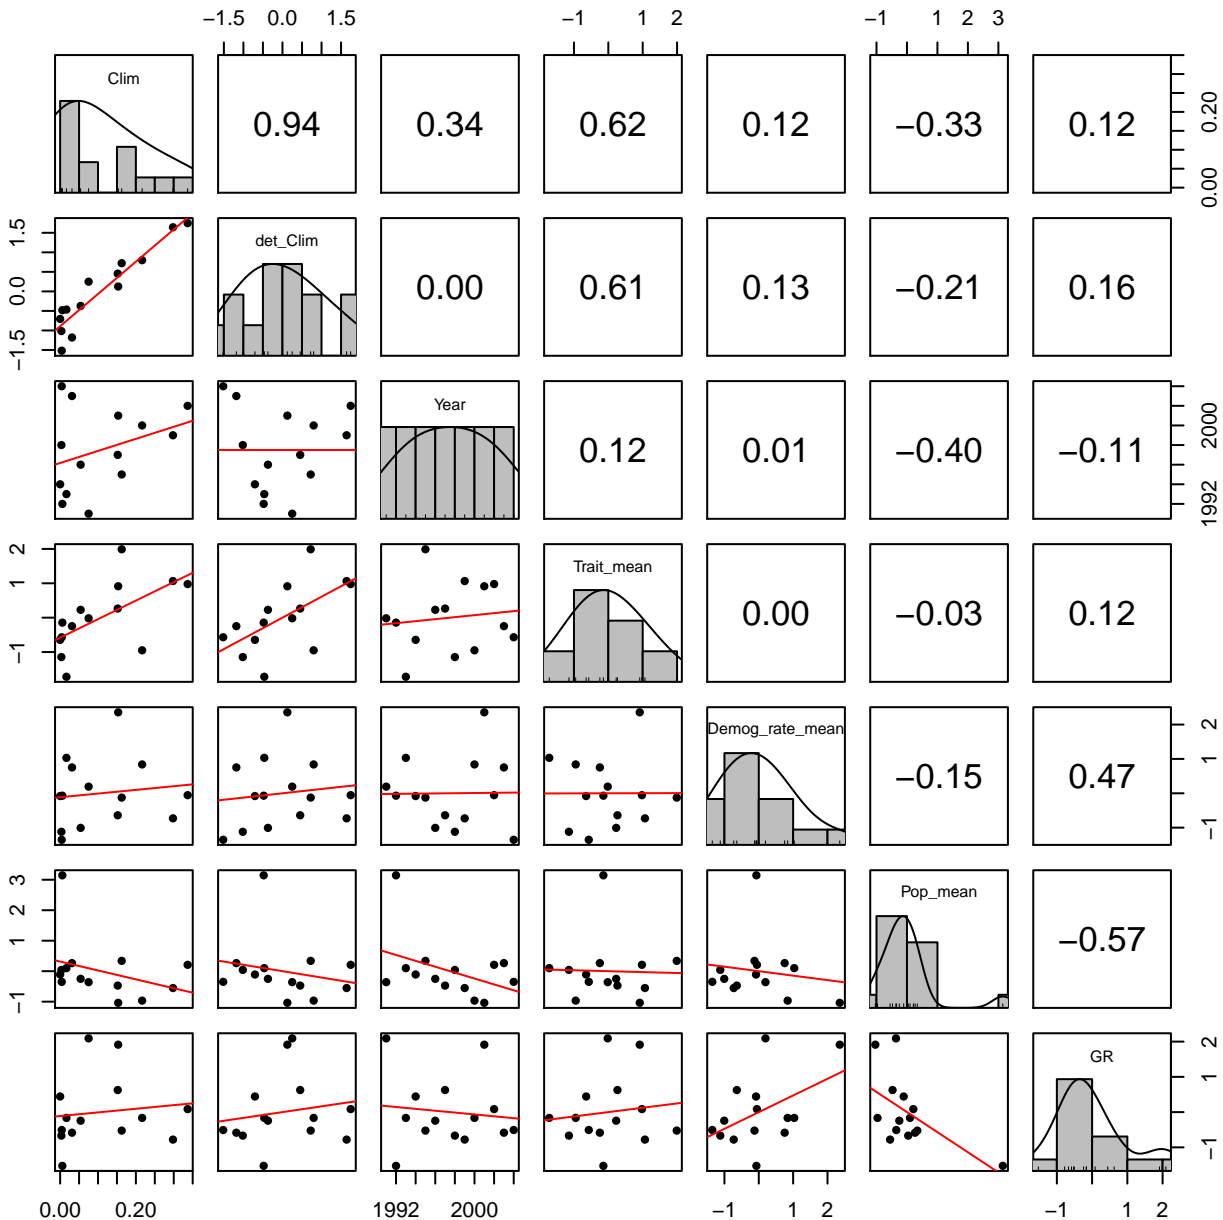 −1.5 0.0 1.5 −1 1 2 −1 1 2 3
Clim 0.94 0.34 0.62 0.12 −0.33 0.12 0.00 0.20
−1.5 0.0 1.5 det_Clim 0.00 0.61 0.13 −0.21 0.16
Year 0.12 0.01 −0.40 −0.11 1992 2000
−1 1 2 Trait_mean 0.00 −0.03 0.12
Demog_rate_mean −0.15 0.47 −1 1 2
−1 1 2 3 Pop_mean −0.57
GR −1 1 2
0.00 0.20 1992 2000 −1 1 2 −1 1 2